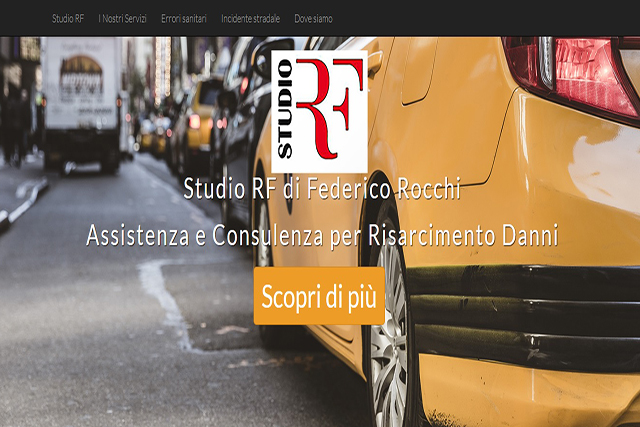 Studio RF
I Nostri Servizi
Errori sanitari
Incidente stradale
Dove siamo
STUDIO
RF
Studio RF di Federico Rocchi
Assistenza e Consulenza per Risarcimento Danni
Scopri di più